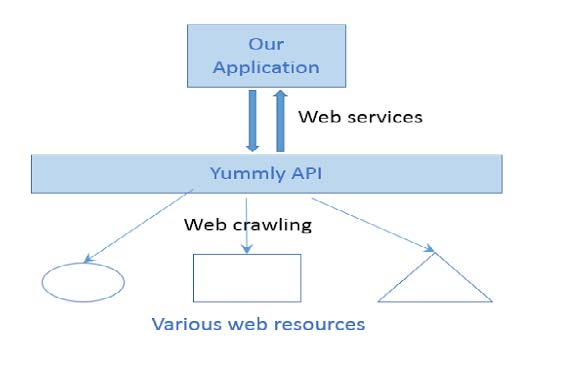 Our
Application
Web services
Yummly API
Web crawling
Various web resources